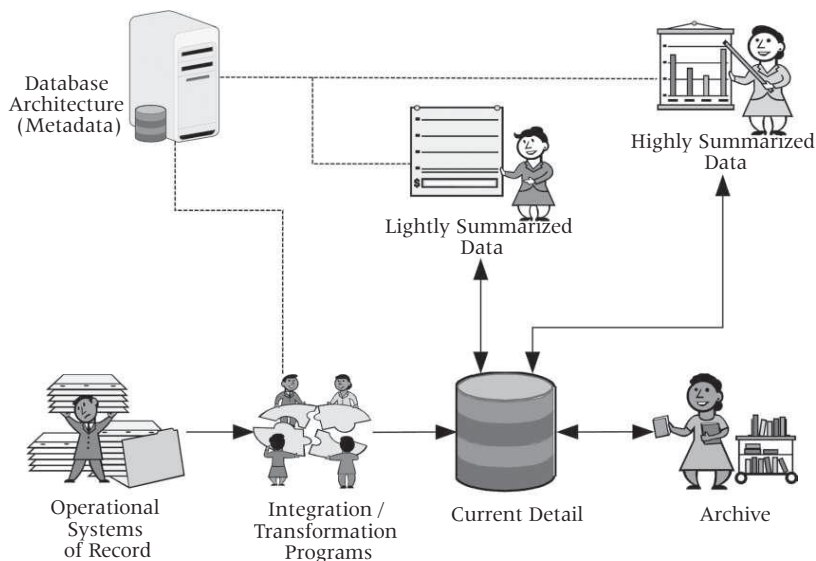 Database
Architecture
(Metadata)
Highly Summarized
Data
$
Lightly Summarized
Data
Operational
Systems
of Record
Integration /
Transformation
Programs
Current Detail
Archive